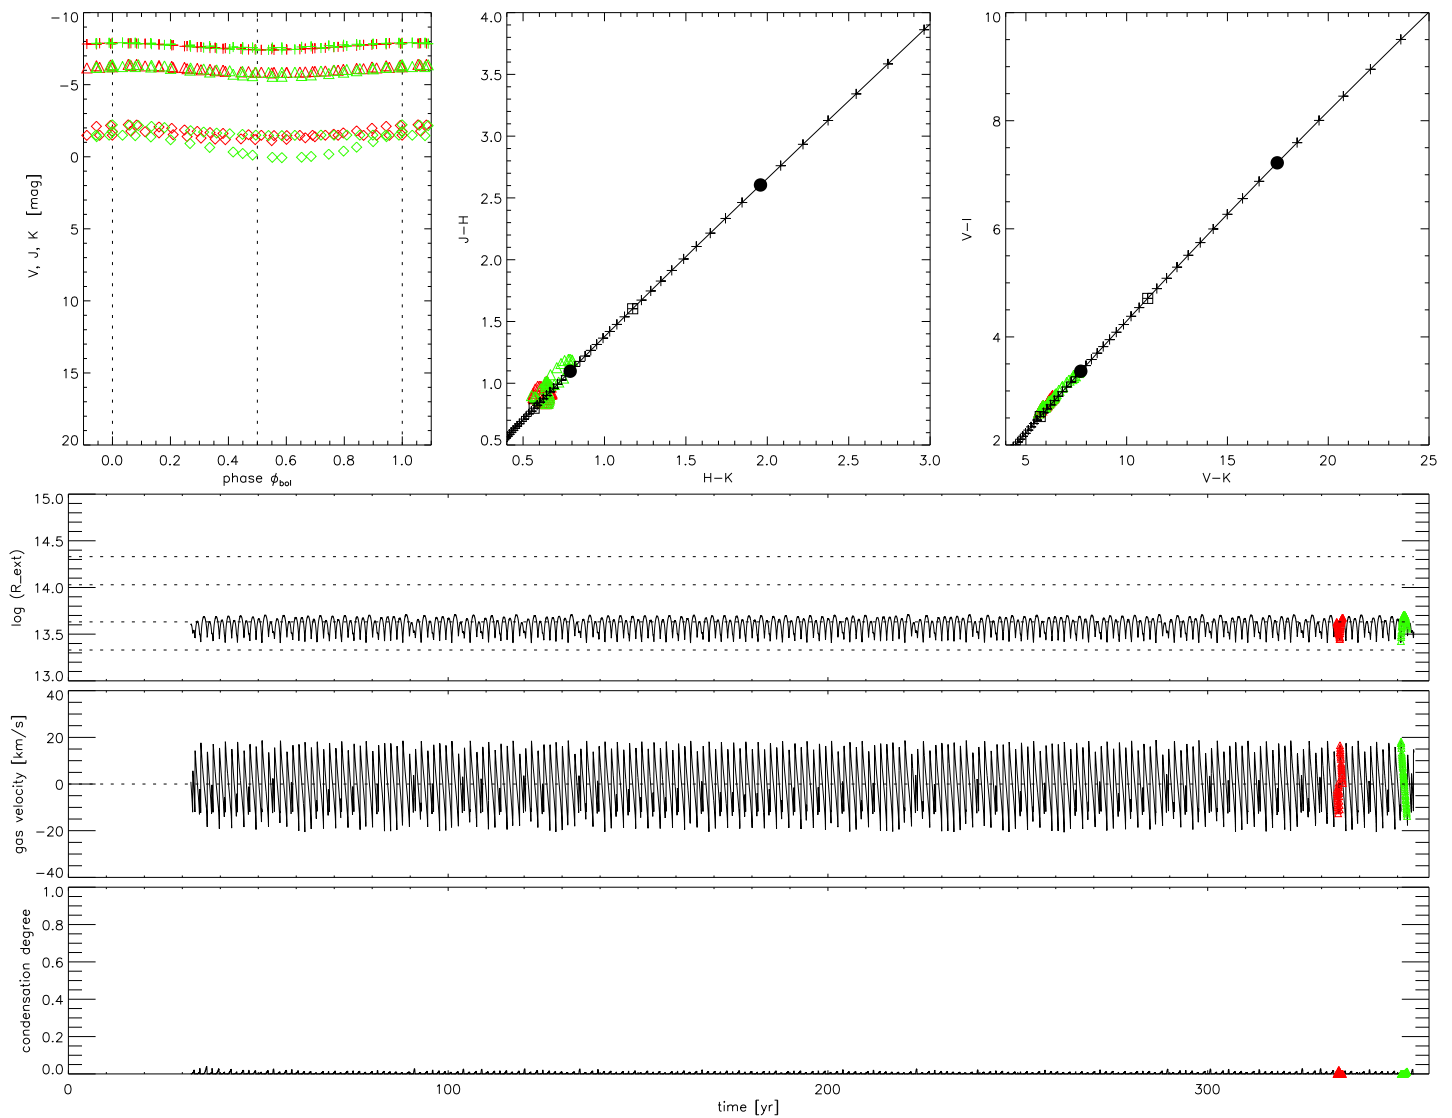 V, J, K [mag]
-10
-5
0
5
10
15
20
0.0 0.2 0.4 0.6 0.8 1.0
phase ϕbol
J-H
4.0
3.5
3.0
2.5
2.0
1.5
1.0
0.5
0.5 1.0 1.5 2.0 2.5 3.0
H-K
V-I
10
8
6
4
2
5 10 15 20 25
V-K
log (R_ext)
15.0
14.5
14.0
13.5
13.0
gas velocity [km/s]
40
20
0
-20
-40
condensation degree
1.0
0.8
0.6
0.4
0.2
0.0
0 100 200 300
time [yr]